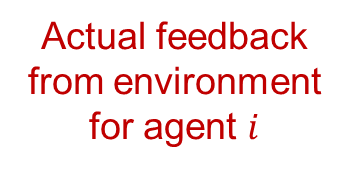 Actual feedback
from environment
for agent 𝑖